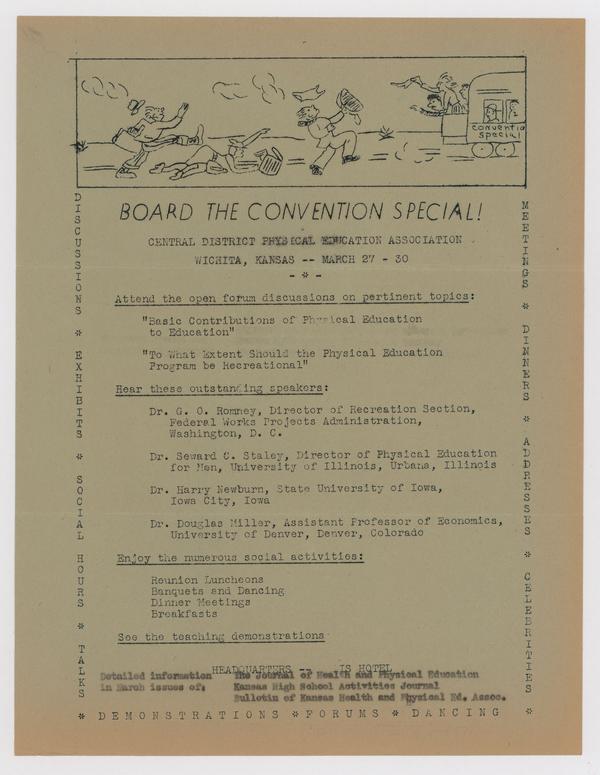 Convention
Special
BOARD THE CONVENTION SPECIAL!
CENTRAL DISTRICT PHYSICAL EDUCATION ASSOCIATION
WICHITA, KANSAS -- MARCH 27 - 30
- * -
Attend the open forum discussions on pertinent topics:
"Basic Contributions of Physical Education
to Education"
"To What Extent Should the Physical Education
Program be Recreational"
Hear these outstanding speakers:
Dr. G. O. Romney, Director of Recreation Section,
Federal Works Projects Administration,
Washington, D. C.
Dr. Seward C. Staley, Director of Physical Education
for Men, University of Illinois, Urbana, Illinois
Dr. Harry Newburn, State University of Iowa,
Iowa City, Iowa
Dr. Douglas Miller, Assistant Professor of Economics,
University of Denver, Denver, Colorado
Enjoy the numerous social activities:
Reunion Luncheons
Banquets and Dancing
Dinner Meetings
Breakfasts
See the teaching demonstrations
HEADQUARTERS -- IS HOTEL
Detailed information The Journal of Health and Physical Education
in March issues of: Kansas High School Activities Journal
Bulletin of Kansas Health and Physical Ed. Assoc.
DISCUSSIONS * EXHIBITS * SOCIAL HOURS * TALKS
* DEMONSTRATIONS * FORUMS * DANCING *
MEETINGS * DINNERS * ADDRESSES * CELEBRITIES